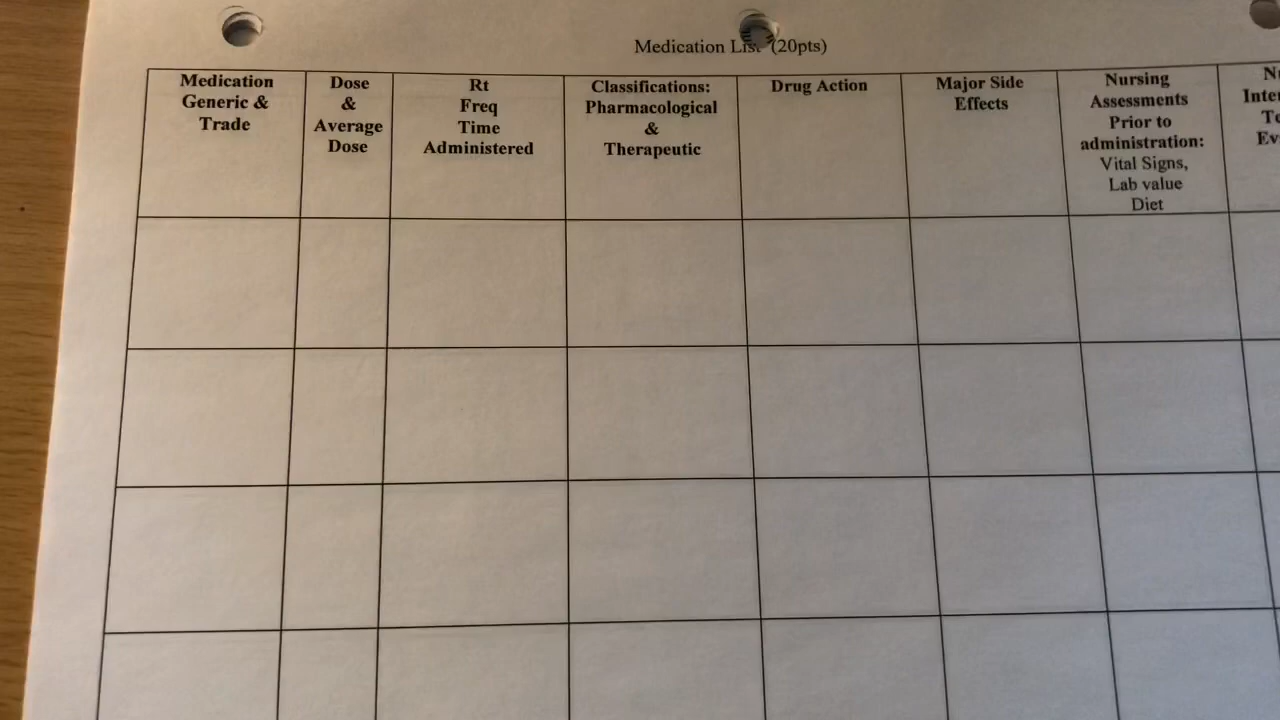 Medication List (20pts)
Medication
Generic &
Trade
Dose
&
Average
Dose
Rt
Freq
Time
Administered
Classifications:
Pharmacological
&
Therapeutic
Drug Action
Major Side
Effects
Nursing
Assessments
Prior to
administration:
Vital Signs,
Lab value
Diet